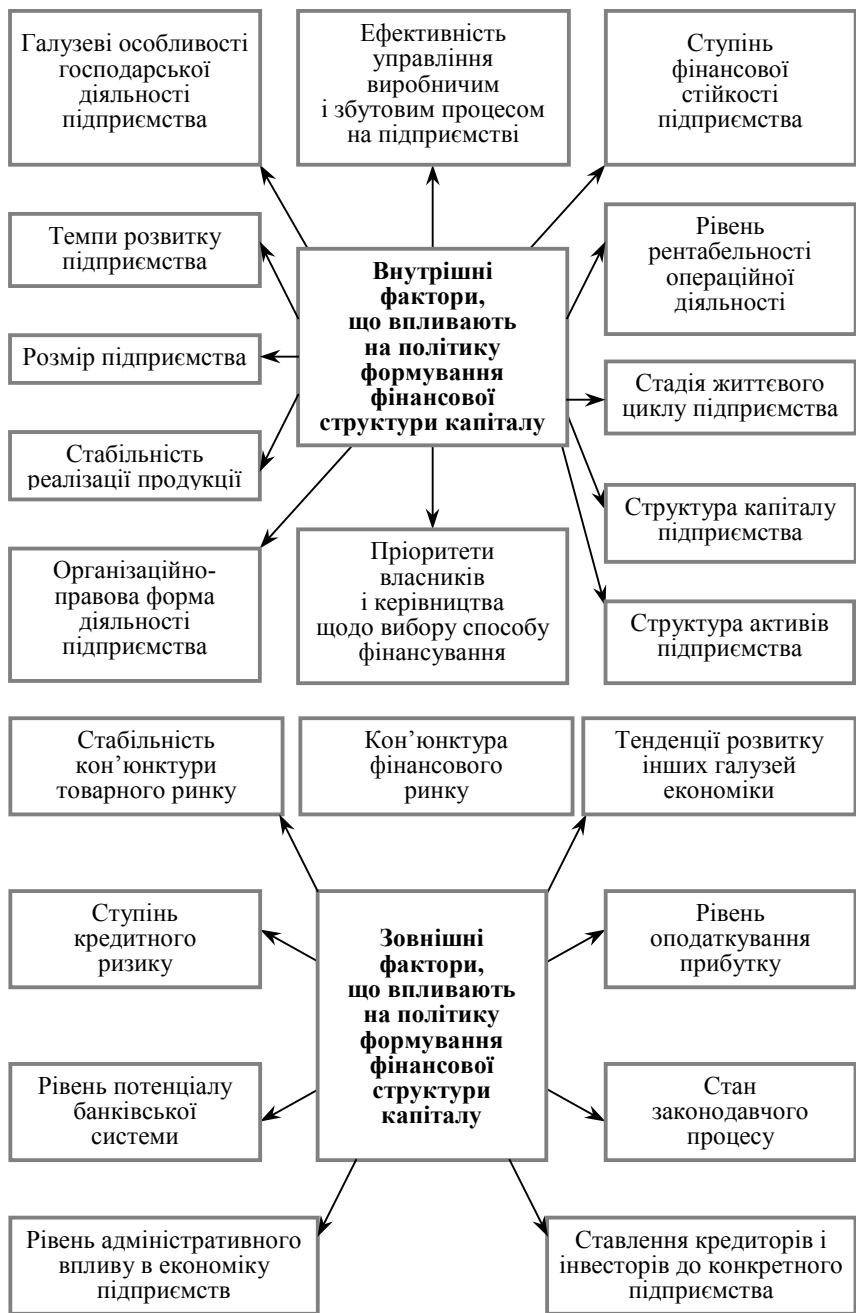 Галузеві особливості
господарської
діяльності
підприємства
Ефективність
управління
виробничим
і збутовим процесом
на підприємстві
Ступінь
фінансової
стійкості
підприємства
Темпи розвитку
підприємства
Внутрішні
фактори,
що впливають
на політику
формування
фінансової
структури капіталу
Рівень
рентабельності
операційної
діяльності
Розмір підприємства
Стадія життєвого
циклу підприємства
Стабільність
реалізації продукції
Структура капіталу
підприємства
Організаційно-
правова форма
діяльності
підприємства
Пріоритети
власників
і керівництва
щодо вибору способу
фінансування
Структура активів
підприємства
Стабільність
кон’юнктури
товарного ринку
Кон’юнктура
фінансового
ринку
Тенденції розвитку
інших галузей
економіки
Ступінь
кредитного
ризику
Зовнішні
фактори,
що впливають
на політику
формування
фінансової
структури
капіталу
Рівень
оподаткування
прибутку
Рівень потенціалу
банківської
системи
Стан
законодавчого
процесу
Рівень адміністративного
впливу в економіку
підприємств
Ставлення кредиторів і
інвесторів до конкретного
підприємства